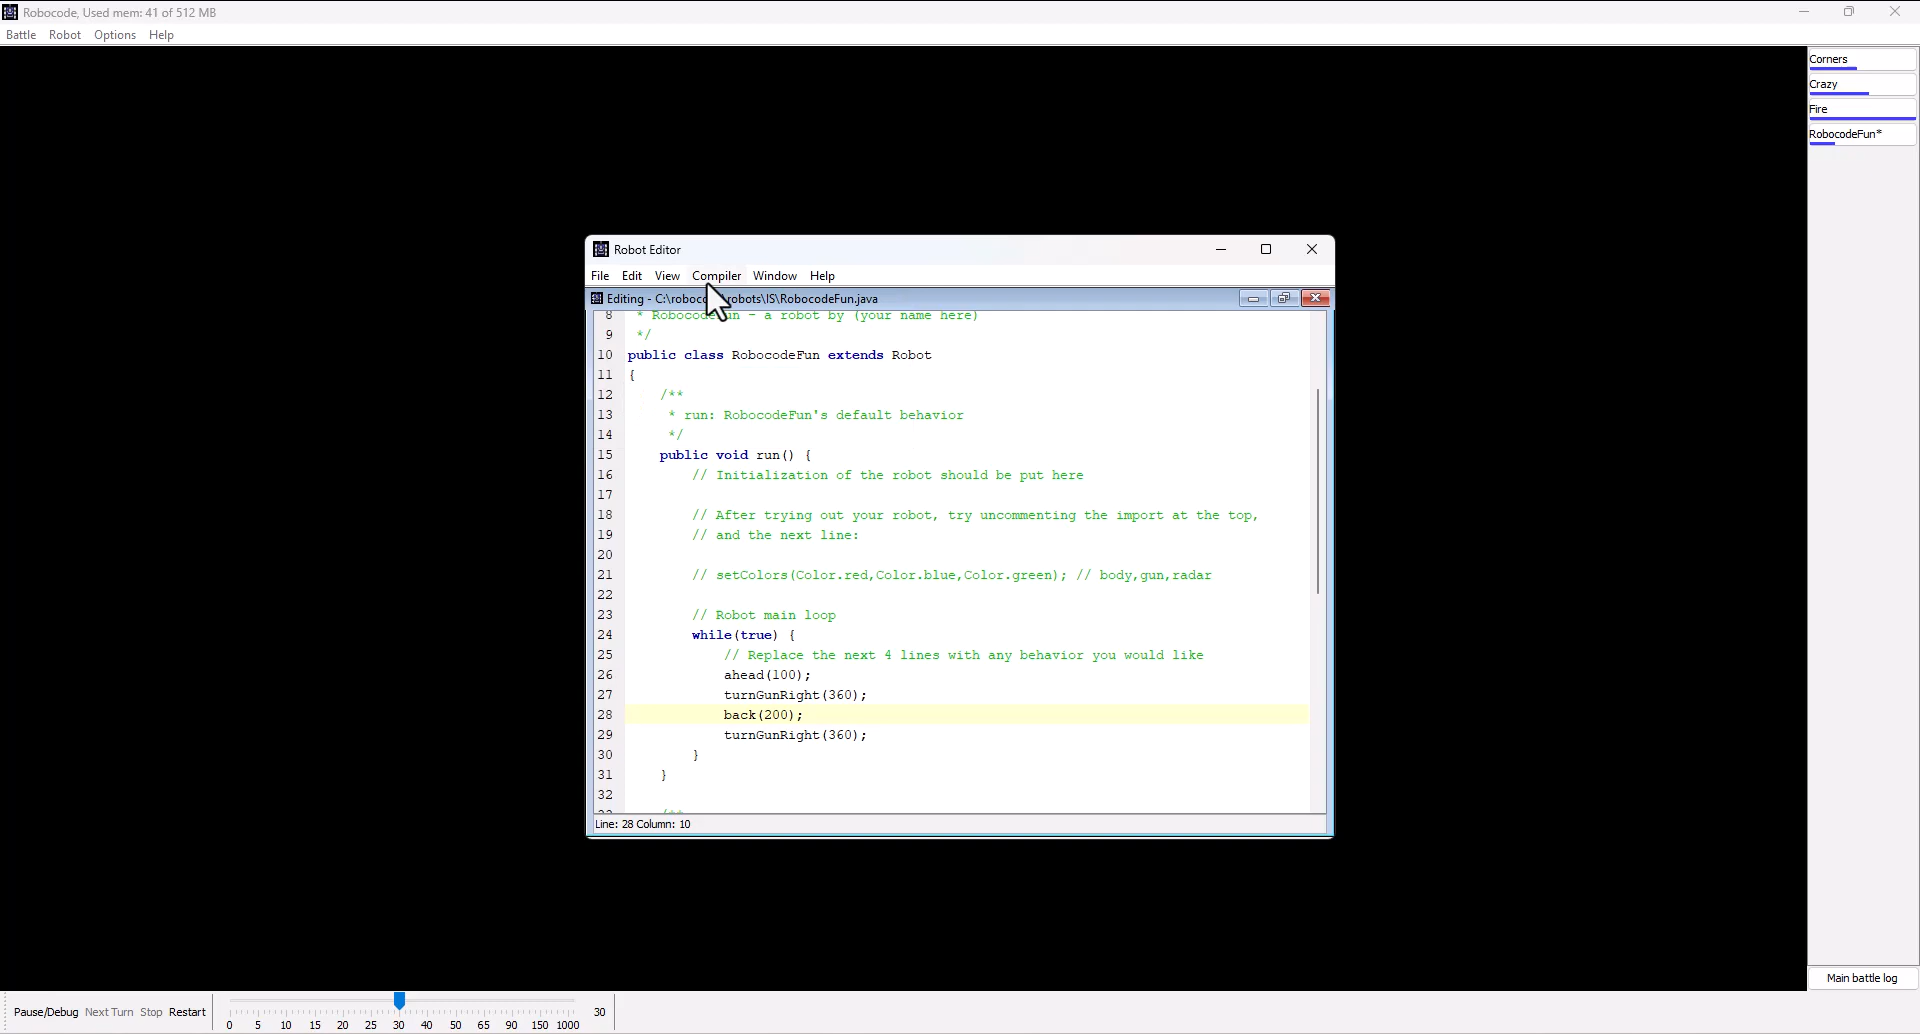 Robocode, Used mem: 41 of 512 MB
Battle Robot Options Help
Corners
Crazy
Fire
RobocodeFun*
Robot Editor
File Edit View Compiler Window Help
Editing - robots\IS\RobocodeFun.java
8 * - a robot by (your name here)
9 */
10 public class RobocodeFun extends Robot
11 {
12 /**
13 * run: RobocodeFun's default behavior
14 */
15 public void run() {
16 // Initialization of the robot should be put here
17
18 // After trying out your robot, try uncommenting the import at the top,
19 // and the next line:
20
21 // setColors(Color.red,Color.blue,Color.green); // body,gun,radar
22
23 // Robot main loop
24 while(true) {
25 // Replace the next 4 lines with any behavior you would like
26 ahead(100);
27 turnGunRight(360);
28 back(200);
29 turnGunRight(360);
30 }
31 }
32
Line: 28 Column: 10
Main battle log
Pause/Debug Next Turn Stop Restart
0 5 10 15 20 25 30 40 50 65 90 150 1000
30